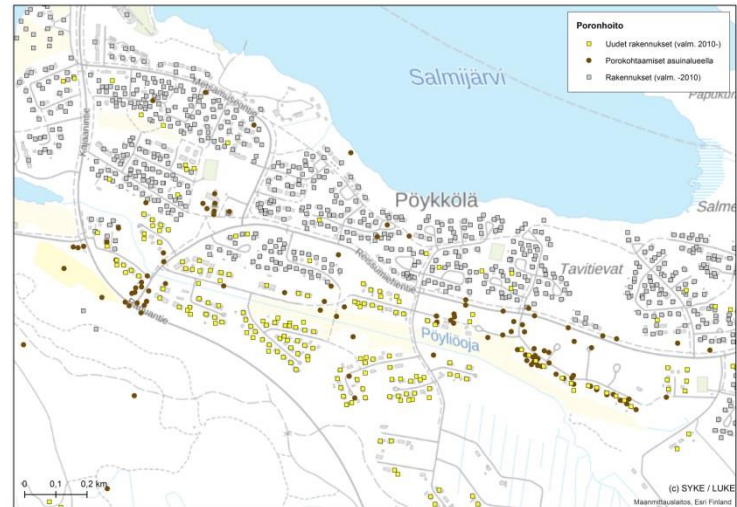 Poronhoito
Uudet rakennukset (valm. 2010-)
Porokohtaamiset asuinalueella
Rakennukset (valm. -2010)
Salmijärvi
Pöykkölä
Tavitievat
Pöyliöoja
0 0,1 0,2 km
(c) SYKE / LUKE
Maanmittauslaitos, Esri Finland